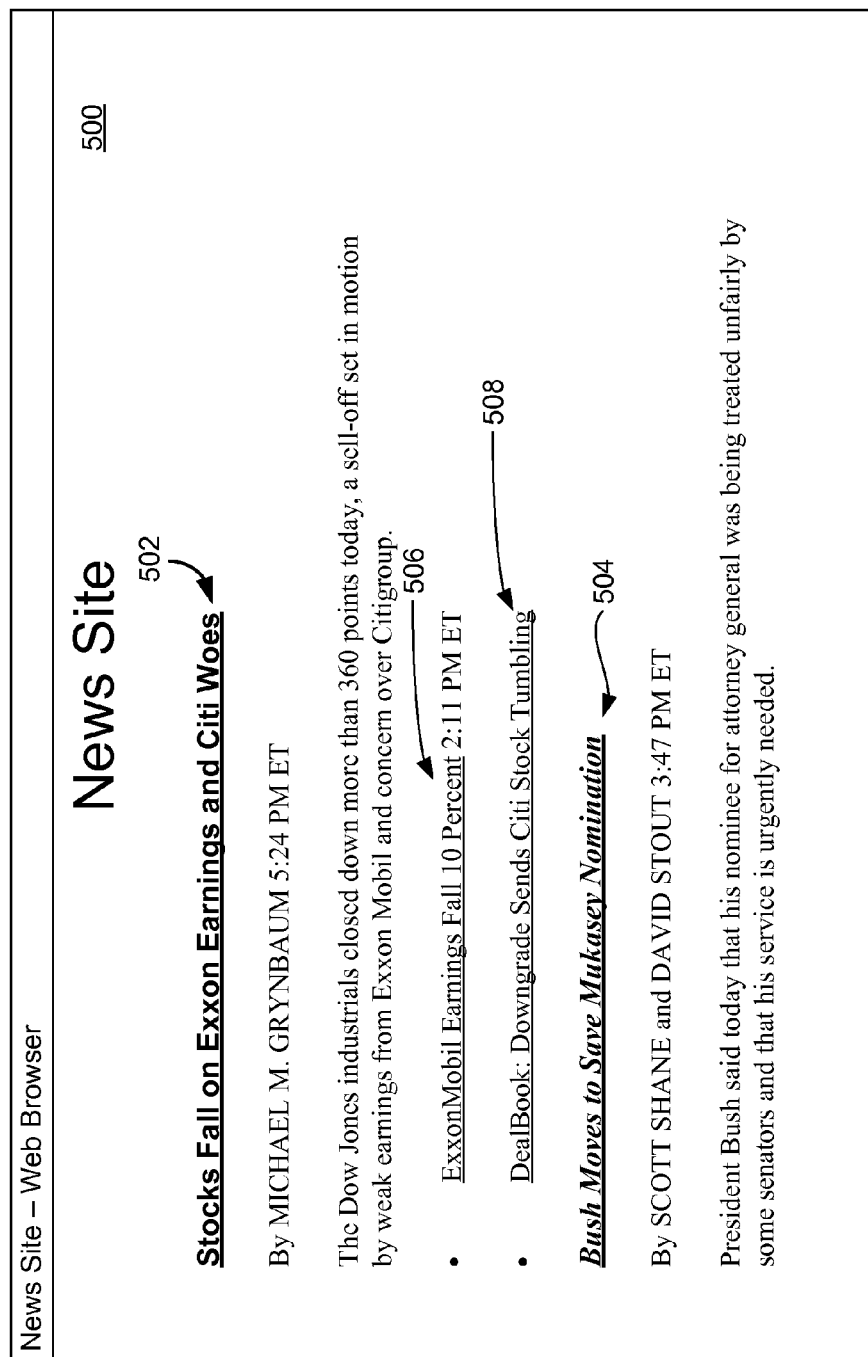 News Site – Web Browser
500
News Site
502
Stocks Fall on Exxon Earnings and Citi Woes
By MICHAEL M. GRYNBAUM 5:24 PM ET
The Dow Jones industrials closed down more than 360 points today, a sell-off set in motion
by weak earnings from Exxon Mobil and concern over Citigroup.
506
• ExxonMobil Earnings Fall 10 Percent 2:11 PM ET
508
• DealBook: Downgrade Sends Citi Stock Tumbling
504
Bush Moves to Save Mukasey Nomination
By SCOTT SHANE and DAVID STOUT 3:47 PM ET
President Bush said today that his nominee for attorney general was being treated unfairly by
some senators and that his service is urgently needed.